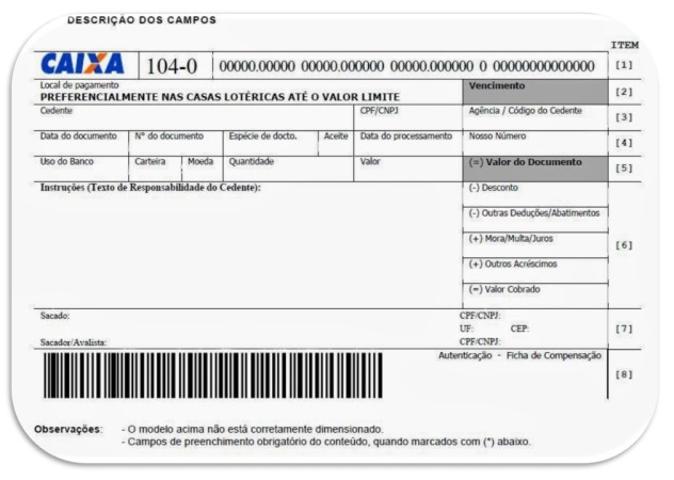 DESCRIÇÃO DOS CAMPOS
ITEM
CAIXA 104-0 00000.00000 00000.000000 00000.000000 0 00000000000000 [1]
Local de pagamento Vencimento [2]
PREFERENCIALMENTE NAS CASAS LOTÉRICAS ATÉ O VALOR LIMITE
Cedente CPF/CNPJ Agência / Código do Cedente [3]
Data do documento Nº do documento Espécie de docto. Aceite Data do processamento Nosso Número [4]
Uso do Banco Carteira Moeda Quantidade Valor (=) Valor do Documento [5]
Instruções (Texto de Responsabilidade do Cedente): (-) Desconto
(-) Outras Deduções/Abatimentos
(+) Mora/Multa/Juros [6]
(+) Outros Acréscimos
(=) Valor Cobrado
Sacado: CPF/CNPJ:
UF: CEP: [7]
Sacador/Avalista: CPF/CNPJ:
Autenticação - Ficha de Compensação
[8]
Observações: - O modelo acima não está corretamente dimensionado.
- Campos de preenchimento obrigatório do conteúdo, quando marcados com (*) abaixo.